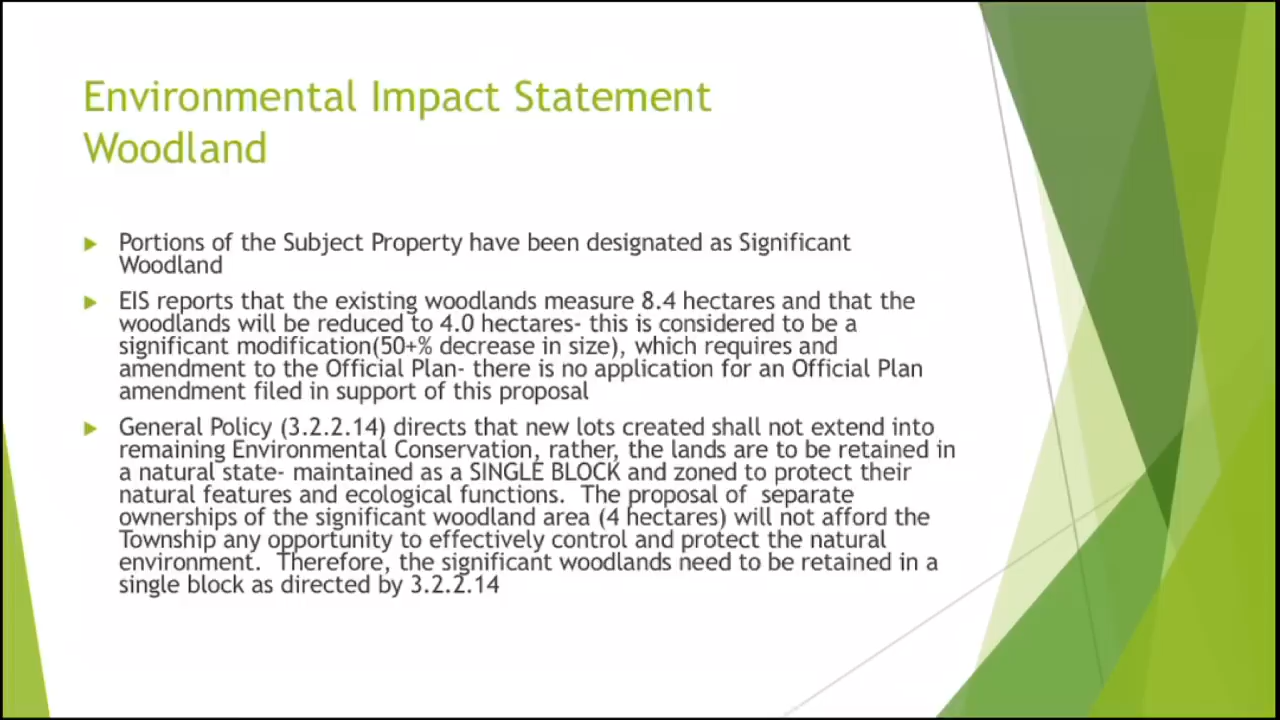 Environmental Impact Statement
Woodland
Portions of the Subject Property have been designated as Significant
Woodland
EIS reports that the existing woodlands measure 8.4 hectares and that the
woodlands will be reduced to 4.0 hectares- this is considered to be a
significant modification(50+% decrease in size), which requires and
amendment to the Official Plan- there is no application for an Official Plan
amendment filed in support of this proposal
General Policy (3.2.2.14) directs that new lots created shall not extend into
remaining Environmental Conservation, rather, the lands are to be retained in
a natural state- maintained as a SINGLE BLOCK and zoned to protect their
natural features and ecological functions.  The proposal of  separate
ownerships of the significant woodland area (4 hectares) will not afford the
Township any opportunity to effectively control and protect the natural
environment.  Therefore, the significant woodlands need to be retained in a
single block as directed by 3.2.2.14